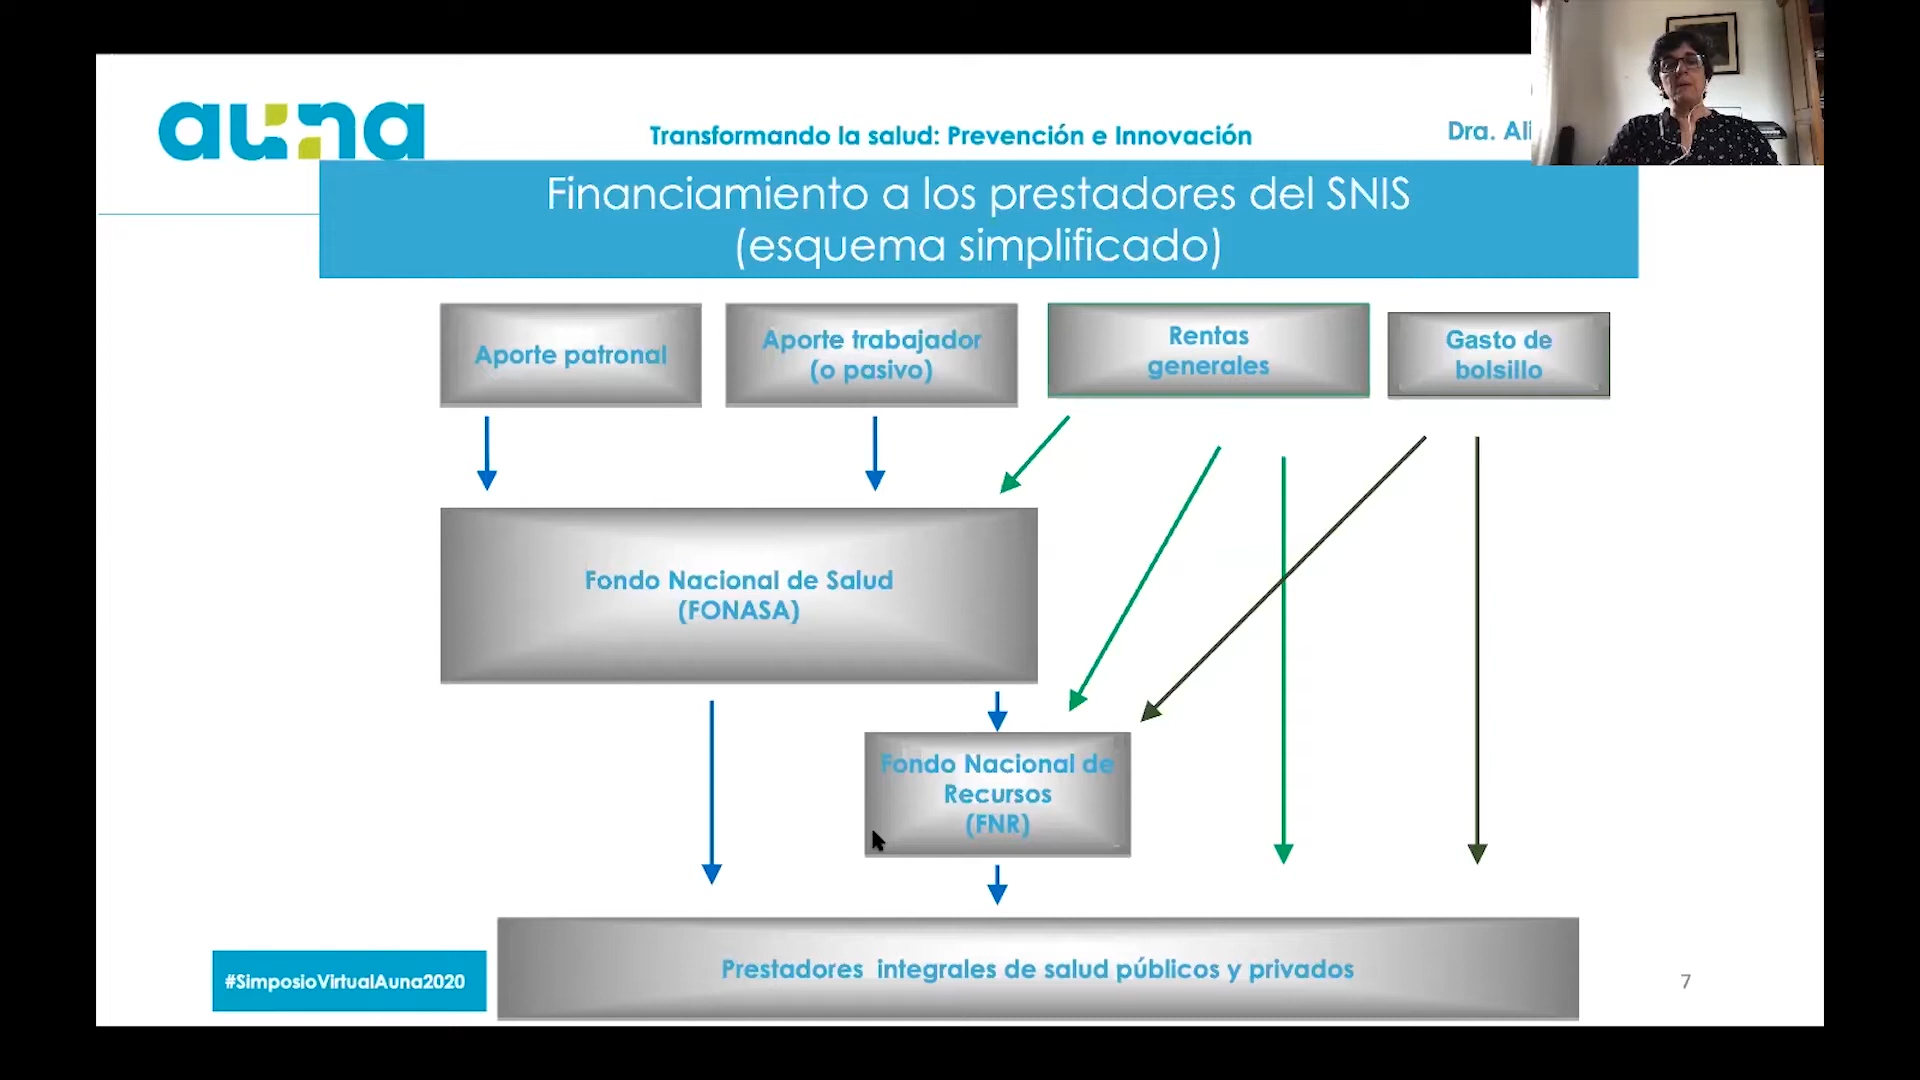 auna
Transformando la salud: Prevención e Innovación
Dra. Ali
Financiamiento a los prestadores del SNIS
(esquema simplificado)
Aporte patronal
Aporte trabajador
(o pasivo)
Rentas
generales
Gasto de
bolsillo
Fondo Nacional de Salud
(FONASA)
Fondo Nacional de
Recursos
(FNR)
Prestadores integrales de salud públicos y privados
#SimposioVirtualAuna2020
7